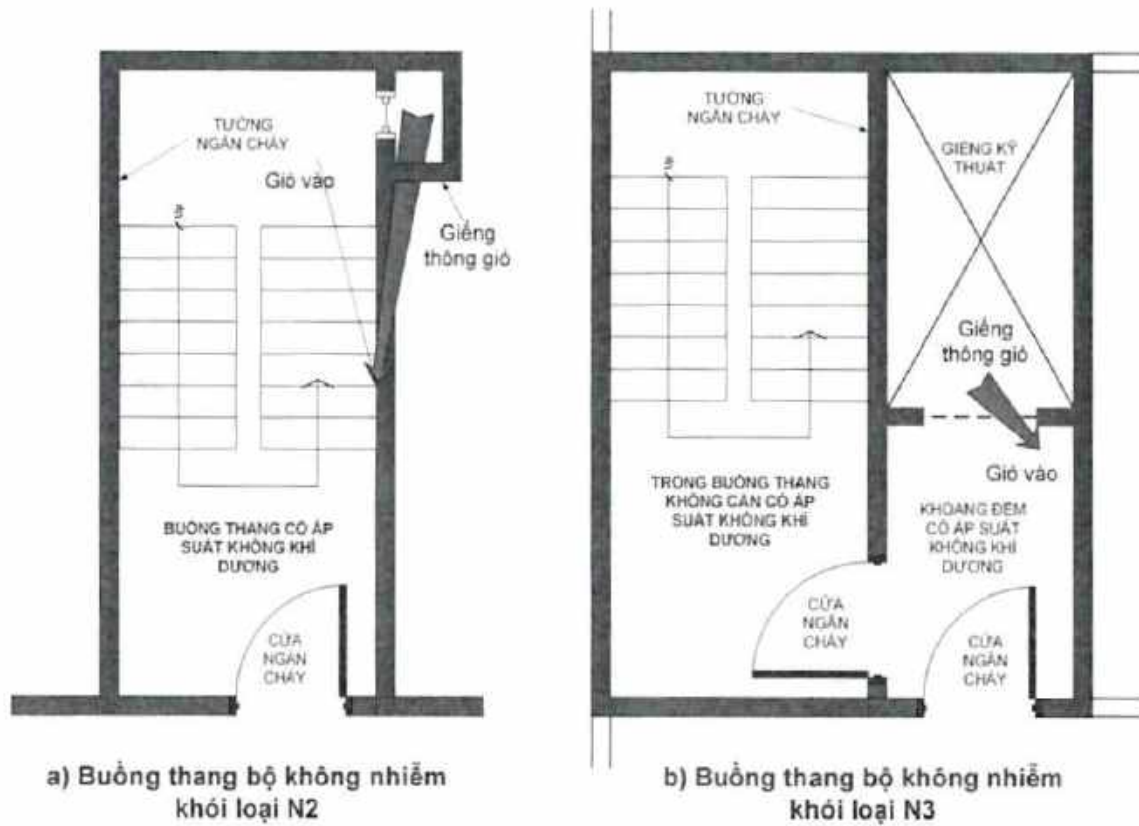 TƯỜNG
NGĂN CHÁY
Gió vào
Up
Giếng
thông gió
BUỒNG THANG CÓ ÁP
SUẤT KHÔNG KHÍ
DƯƠNG
CỬA
NGĂN
CHÁY
a) Buồng thang bộ không nhiễm
khói loại N2
TƯỜNG
NGĂN CHÁY
GIẾNG KỸ
THUẬT
Up
Giếng
thông gió
Gió vào
TRONG BUỒNG THANG
KHÔNG CẦN CÓ ÁP
SUẤT KHÔNG KHÍ
DƯƠNG
KHOANG ĐỆM
CÓ ÁP SUẤT
KHÔNG KHÍ
DƯƠNG
CỬA
NGĂN
CHÁY
CỬA
NGĂN
CHÁY
b) Buồng thang bộ không nhiễm
khói loại N3